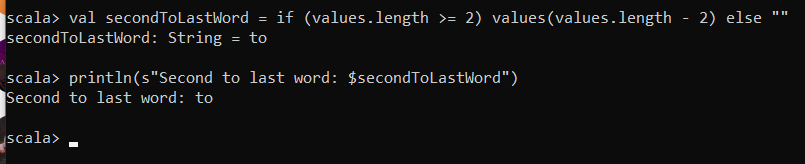 scala> val secondToLastWord = if (values.length >= 2) values(values.length - 2) else ""
secondToLastWord: String = to
scala> println(s"Second to last word: $secondToLastWord")
Second to last word: to
scala>